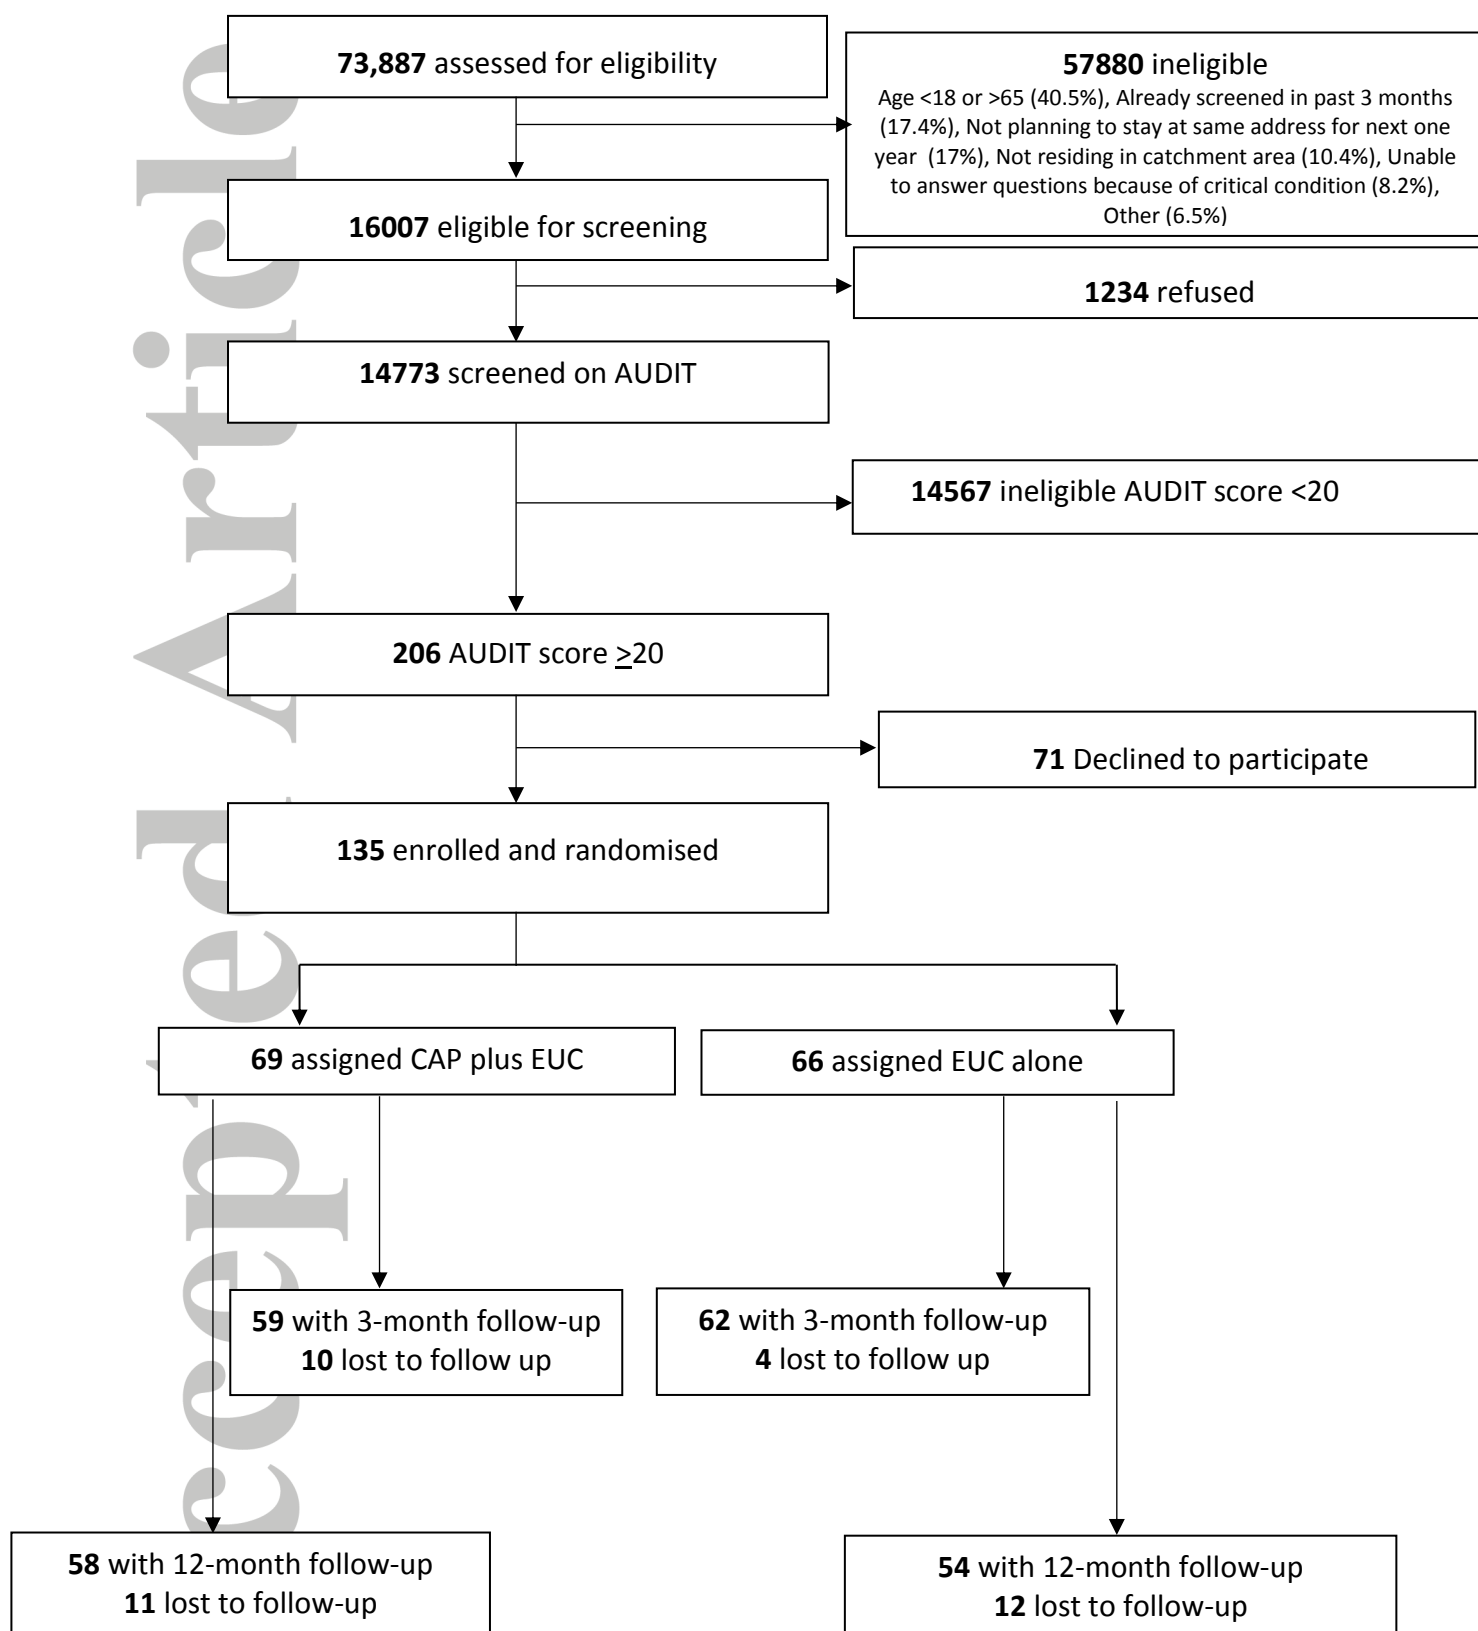 73,887 assessed for eligibility
57880 ineligible
Age <18 or >65 (40.5%), Already screened in past 3 months
(17.4%), Not planning to stay at same address for next one
year  (17%), Not residing in catchment area (10.4%), Unable
to answer questions because of critical condition (8.2%),
Other (6.5%)
16007 eligible for screening
1234 refused
14773 screened on AUDIT
14567 ineligible AUDIT score <20
206 AUDIT score ≥20
71 Declined to participate
135 enrolled and randomised
69 assigned CAP plus EUC
66 assigned EUC alone
59 with 3-month follow-up
10 lost to follow up
62 with 3-month follow-up
4 lost to follow up
58 with 12-month follow-up
11 lost to follow-up
54 with 12-month follow-up
12 lost to follow-up
cepted Article